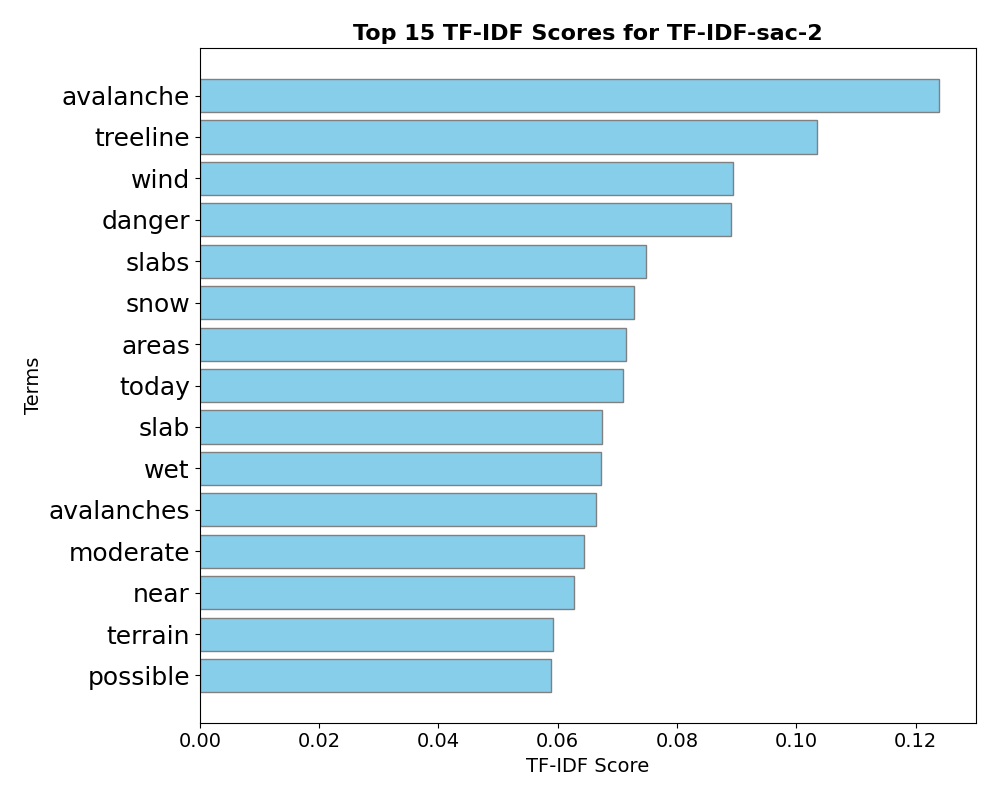 Top 15 TF-IDF Scores for TF-IDF-sac-2
avalanche
treeline
wind
danger
slabs
snow
areas
today
slab
wet
avalanches
moderate
near
terrain
possible
Terms
0.00 0.02 0.04 0.06 0.08 0.10 0.12
TF-IDF Score